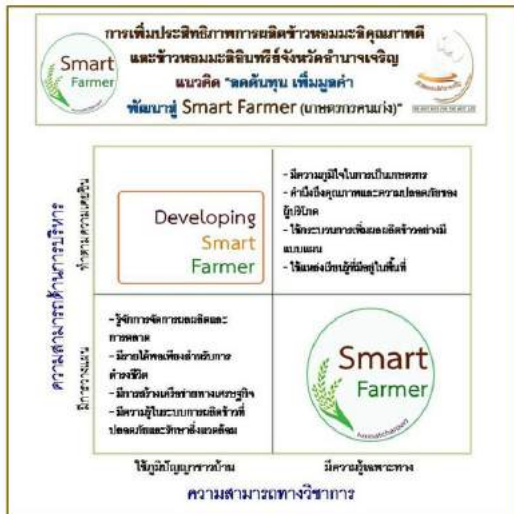 การเพิ่มประสิทธิภาพการผลิตข้าวหอมมะลิคุณภาพดี
และข้าวหอมมะลิอินทรีย์จังหวัดอำนาจเจริญ
แนวคิด "ลดต้นทุน เพิ่มมูลค่า
พัฒนาสู่ Smart Farmer (เกษตรกรคนเก่ง)"
Smart
Farmer
ความสามารถด้านการบริหาร
ทำตามความเคยชิน
Developing
Smart
Farmer
- มีความภูมิใจในการเป็นเกษตรกร
- คำนึงถึงคุณภาพและความปลอดภัยของ
ผู้บริโภค
- ใช้กระบวนการเพิ่มผลผลิตข้าวอย่างมี
แบบแผน
- ใช้แหล่งเรียนรู้ที่มีอยู่ในพื้นที่
มีการวางแผน
- รู้จักการจัดการผลผลิตและ
การตลาด
- มีรายได้พอเพียงสำหรับการ
ดำรงชีวิต
- มีการสร้างเครือข่ายทางเศรษฐกิจ
- มีความรู้ในระบบการผลิตข้าวที่
ปลอดภัยและรักษาสิ่งแวดล้อม
Smart
Farmer
Amnatcharoen
ใช้ภูมิปัญญาชาวบ้าน
มีความรู้เฉพาะทาง
ความสามารถทางวิชาการ